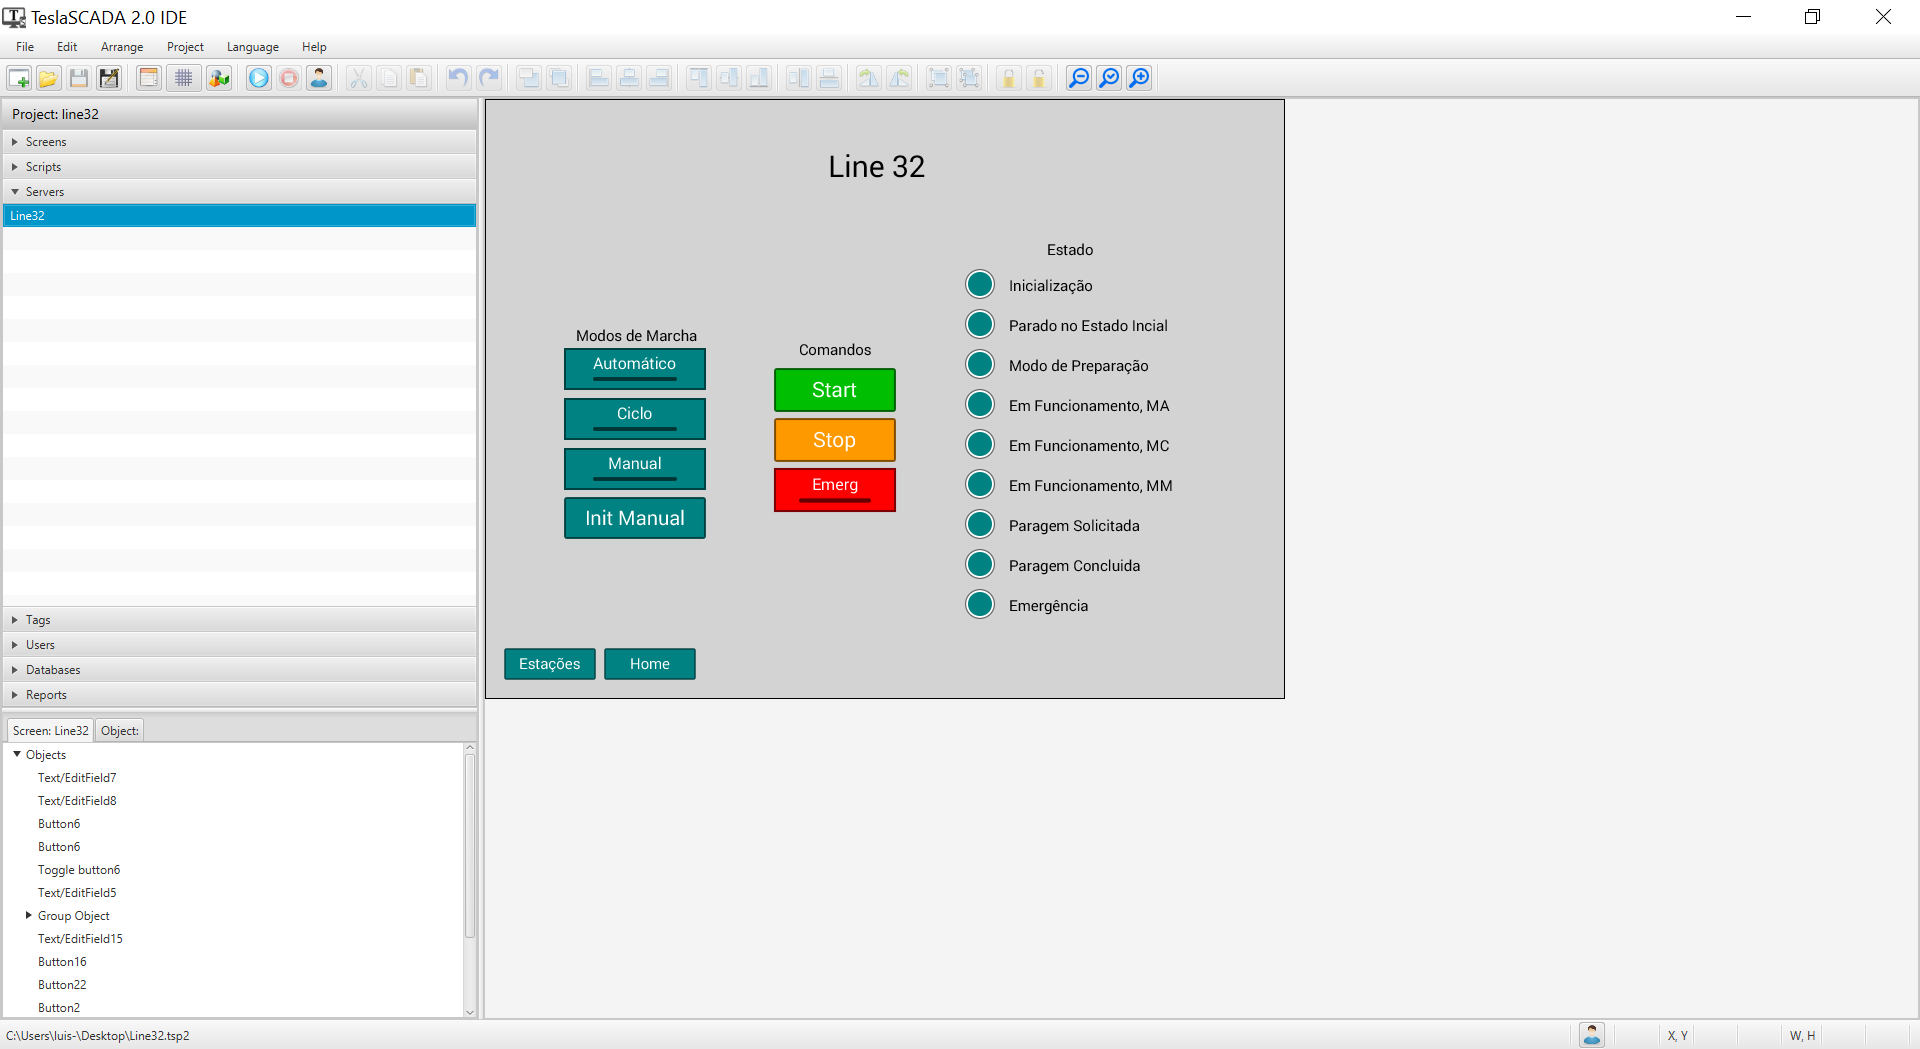 TeslaSCADA 2.0 IDE
File Edit Arrange Project Language Help
Project: line32
Screens
Scripts
Servers
Line32
Tags
Users
Databases
Reports
Screen: Line32 Object:
Objects
Text/EditField7
Text/EditField8
Button6
Button6
Toggle button6
Text/EditField5
Group Object
Text/EditField15
Button16
Button22
Button2
Line 32
Modos de Marcha
Automático
Ciclo
Manual
Init Manual
Comandos
Start
Stop
Emerg
Estado
Inicialização
Parado no Estado Incial
Modo de Preparação
Em Funcionamento, MA
Em Funcionamento, MC
Em Funcionamento, MM
Paragem Solicitada
Paragem Concluida
Emergência
Estações Home
C:\Users\luis-\Desktop\Line32.tsp2 X, Y W, H